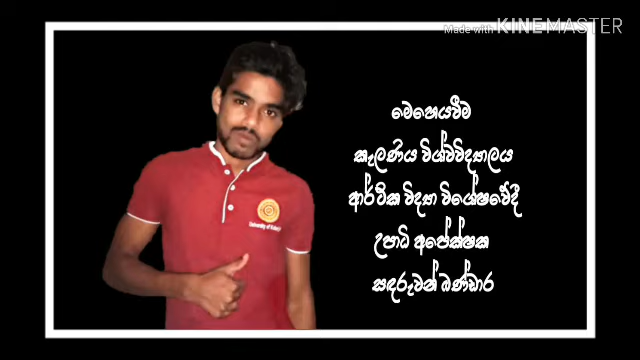 Made with KINEMASTER
මෙහෙයවීම
කැලණිය විශ්වවිද්‍යාලය
ආර්ථික විද්‍යා විශේෂවේදී
උපාධි අපේක්ෂක
සඳරුවන් බණ්ඩාර